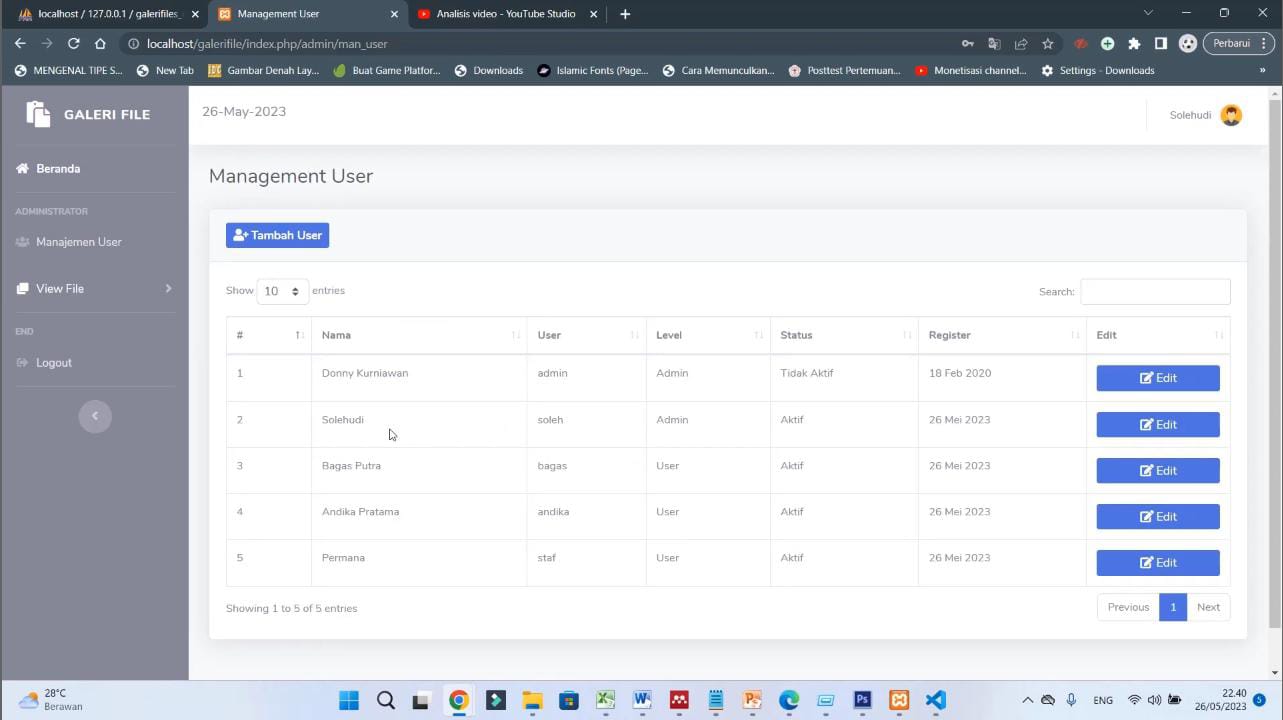 localhost / 127.0.0.1 / galerifiles_
Management User
Analisis video - YouTube Studio
localhost/galerifile/index.php/admin/man_user
Perbarui
MENGENAL TIPE S...
New Tab
Gambar Denah Lay...
Buat Game Platfor...
Downloads
Islamic Fonts (Page...
Cara Memunculkan...
Posttest Pertemuan...
Monetisasi channel...
Settings - Downloads
»
GALERI FILE
26-May-2023
Solehudi
Beranda
ADMINISTRATOR
Manajemen User
View File
END
Logout
Management User
Tambah User
Show 10 entries
Search:
# Nama User Level Status Register Edit
1 Donny Kurniawan admin Admin Tidak Aktif 18 Feb 2020 Edit
2 Solehudi soleh Admin Aktif 26 Mei 2023 Edit
3 Bagas Putra bagas User Aktif 26 Mei 2023 Edit
4 Andika Pratama andika User Aktif 26 Mei 2023 Edit
5 Permana staf User Aktif 26 Mei 2023 Edit
Showing 1 to 5 of 5 entries
Previous 1 Next
28°C
Berawan
ENG
22.40
26/05/2023
5